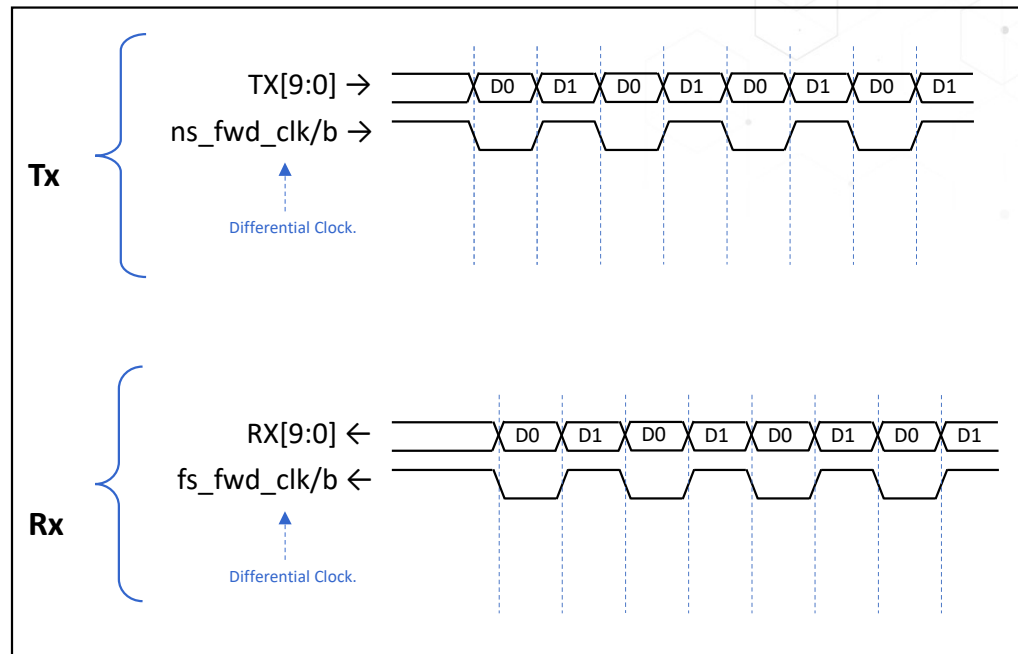 TX[9:0] →
D0 D1 D0 D1 D0 D1 D0 D1
ns_fwd_clk/b →
Tx
Differential Clock.
RX[9:0] ←
D0 D1 D0 D1 D0 D1 D0 D1
fs_fwd_clk/b ←
Rx
Differential Clock.